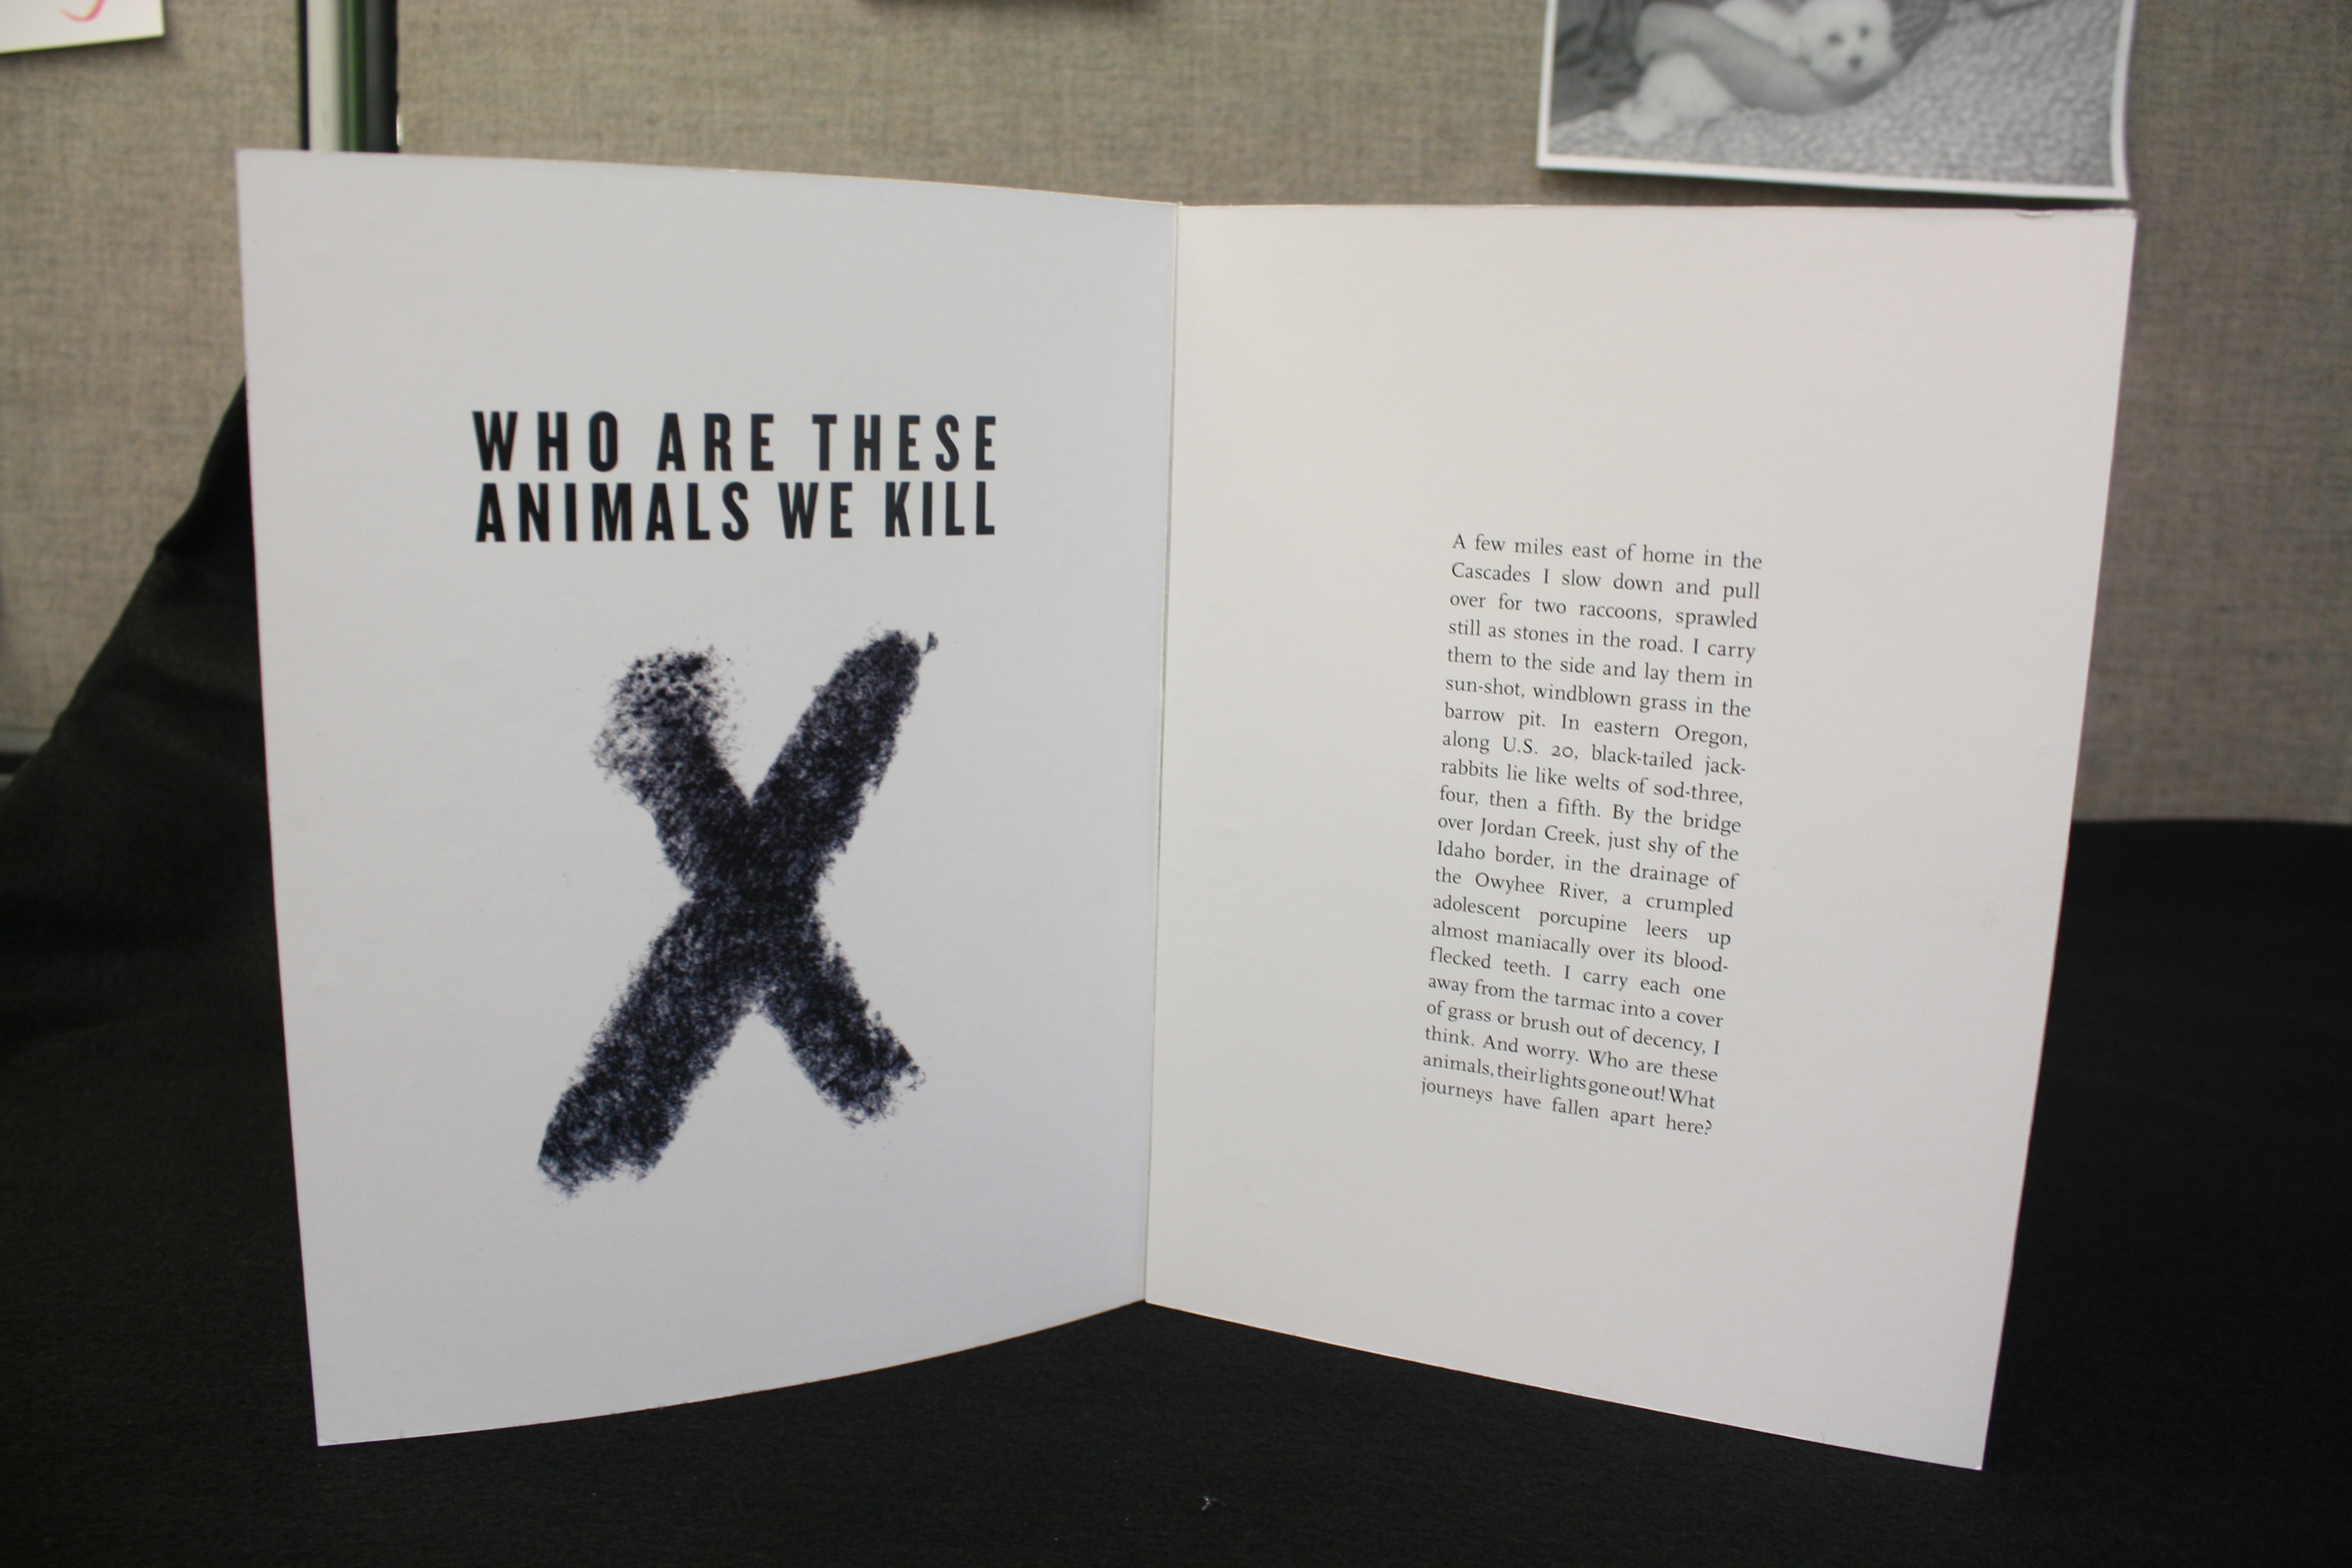 WHO ARE THESE
ANIMALS WE KILL
A few miles east of home in the
Cascades I slow down and pull
over for two raccoons, sprawled
still as stones in the road. I carry
them to the side and lay them in
sun-shot, windblown grass in the
barrow pit. In eastern Oregon,
along U.S. 20, black-tailed jack-
rabbits lie like welts of sod-three,
four, then a fifth. By the bridge
over Jordan Creek, just shy of the
Idaho border, in the drainage of
the Owyhee River, a crumpled
adolescent porcupine leers up
almost maniacally over its blood-
flecked teeth. I carry each one
away from the tarmac into a cover
of grass or brush out of decency, I
think. And worry. Who are these
animals, their lights gone out! What
journeys have fallen apart here?